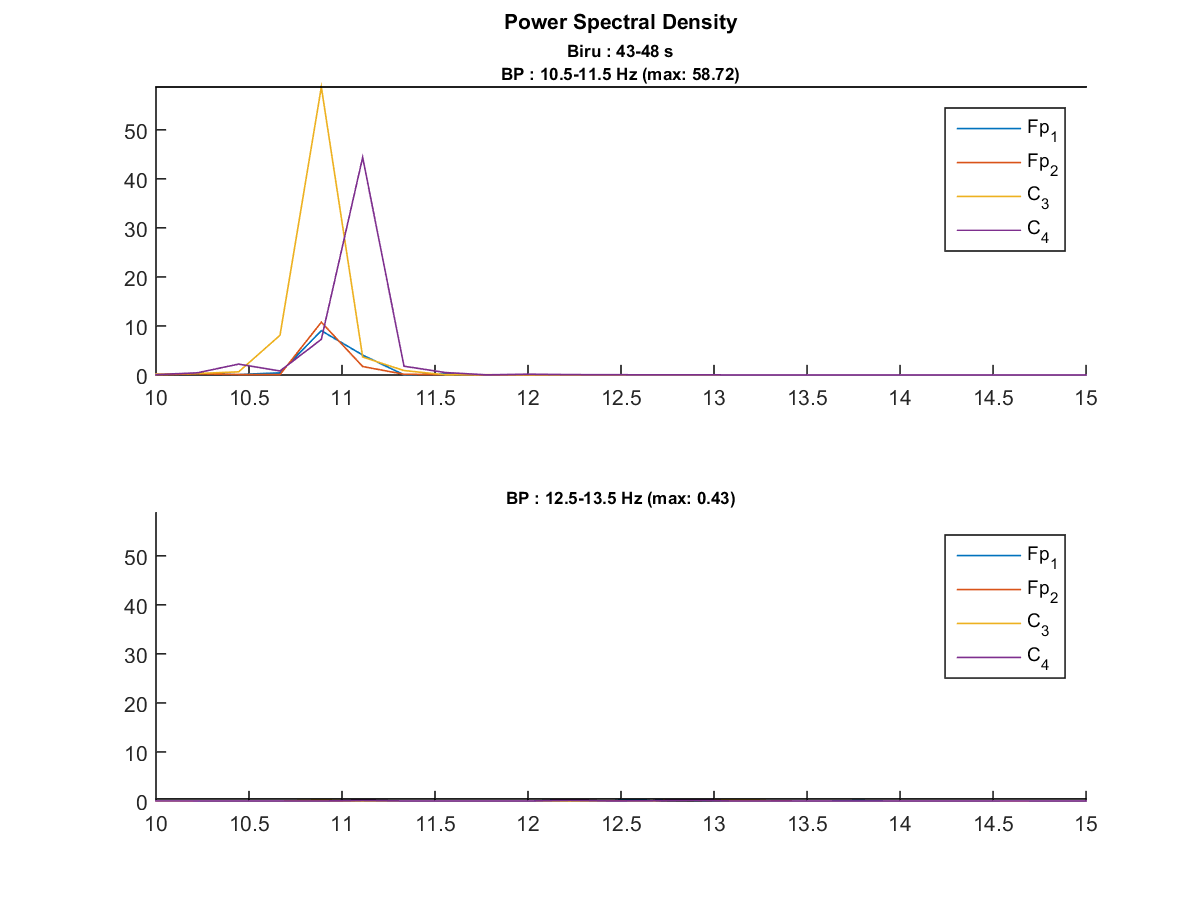 Power Spectral Density
Biru : 43-48 s
BP : 10.5-11.5 Hz (max: 58.72)
50
40
30
20
10
0
10 10.5 11 11.5 12 12.5 13 13.5 14 14.5 15
Fp1
Fp2
C3
C4
BP : 12.5-13.5 Hz (max: 0.43)
50
40
30
20
10
0
10 10.5 11 11.5 12 12.5 13 13.5 14 14.5 15
Fp1
Fp2
C3
C4